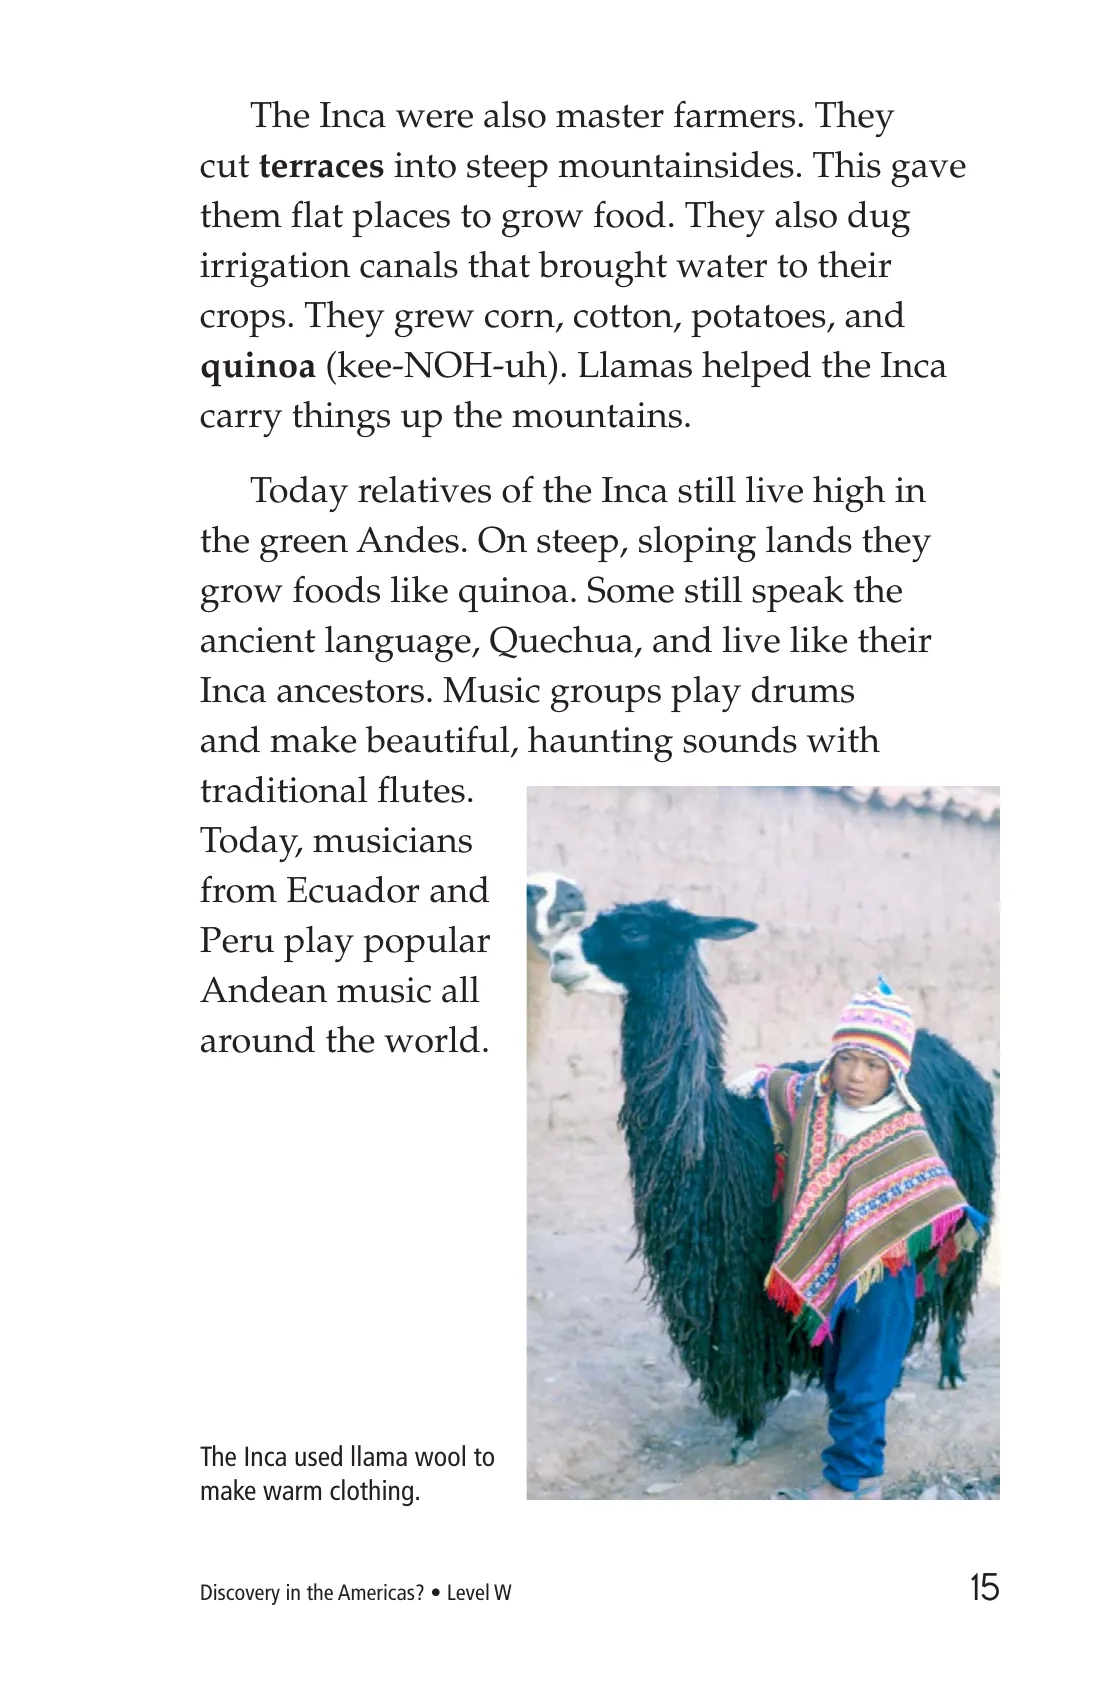 The Inca were also master farmers. They
cut terraces into steep mountainsides. This gave
them flat places to grow food. They also dug
irrigation canals that brought water to their
crops. They grew corn, cotton, potatoes, and
quinoa (kee-NOH-uh). Llamas helped the Inca
carry things up the mountains.
Today relatives of the Inca still live high in
the green Andes. On steep, sloping lands they
grow foods like quinoa. Some still speak the
ancient language, Quechua, and live like their
Inca ancestors. Music groups play drums
and make beautiful, haunting sounds with
traditional flutes.
Today, musicians
from Ecuador and
Peru play popular
Andean music all
around the world.
The Inca used llama wool to
make warm clothing.
Discovery in the Americas? • Level W
15